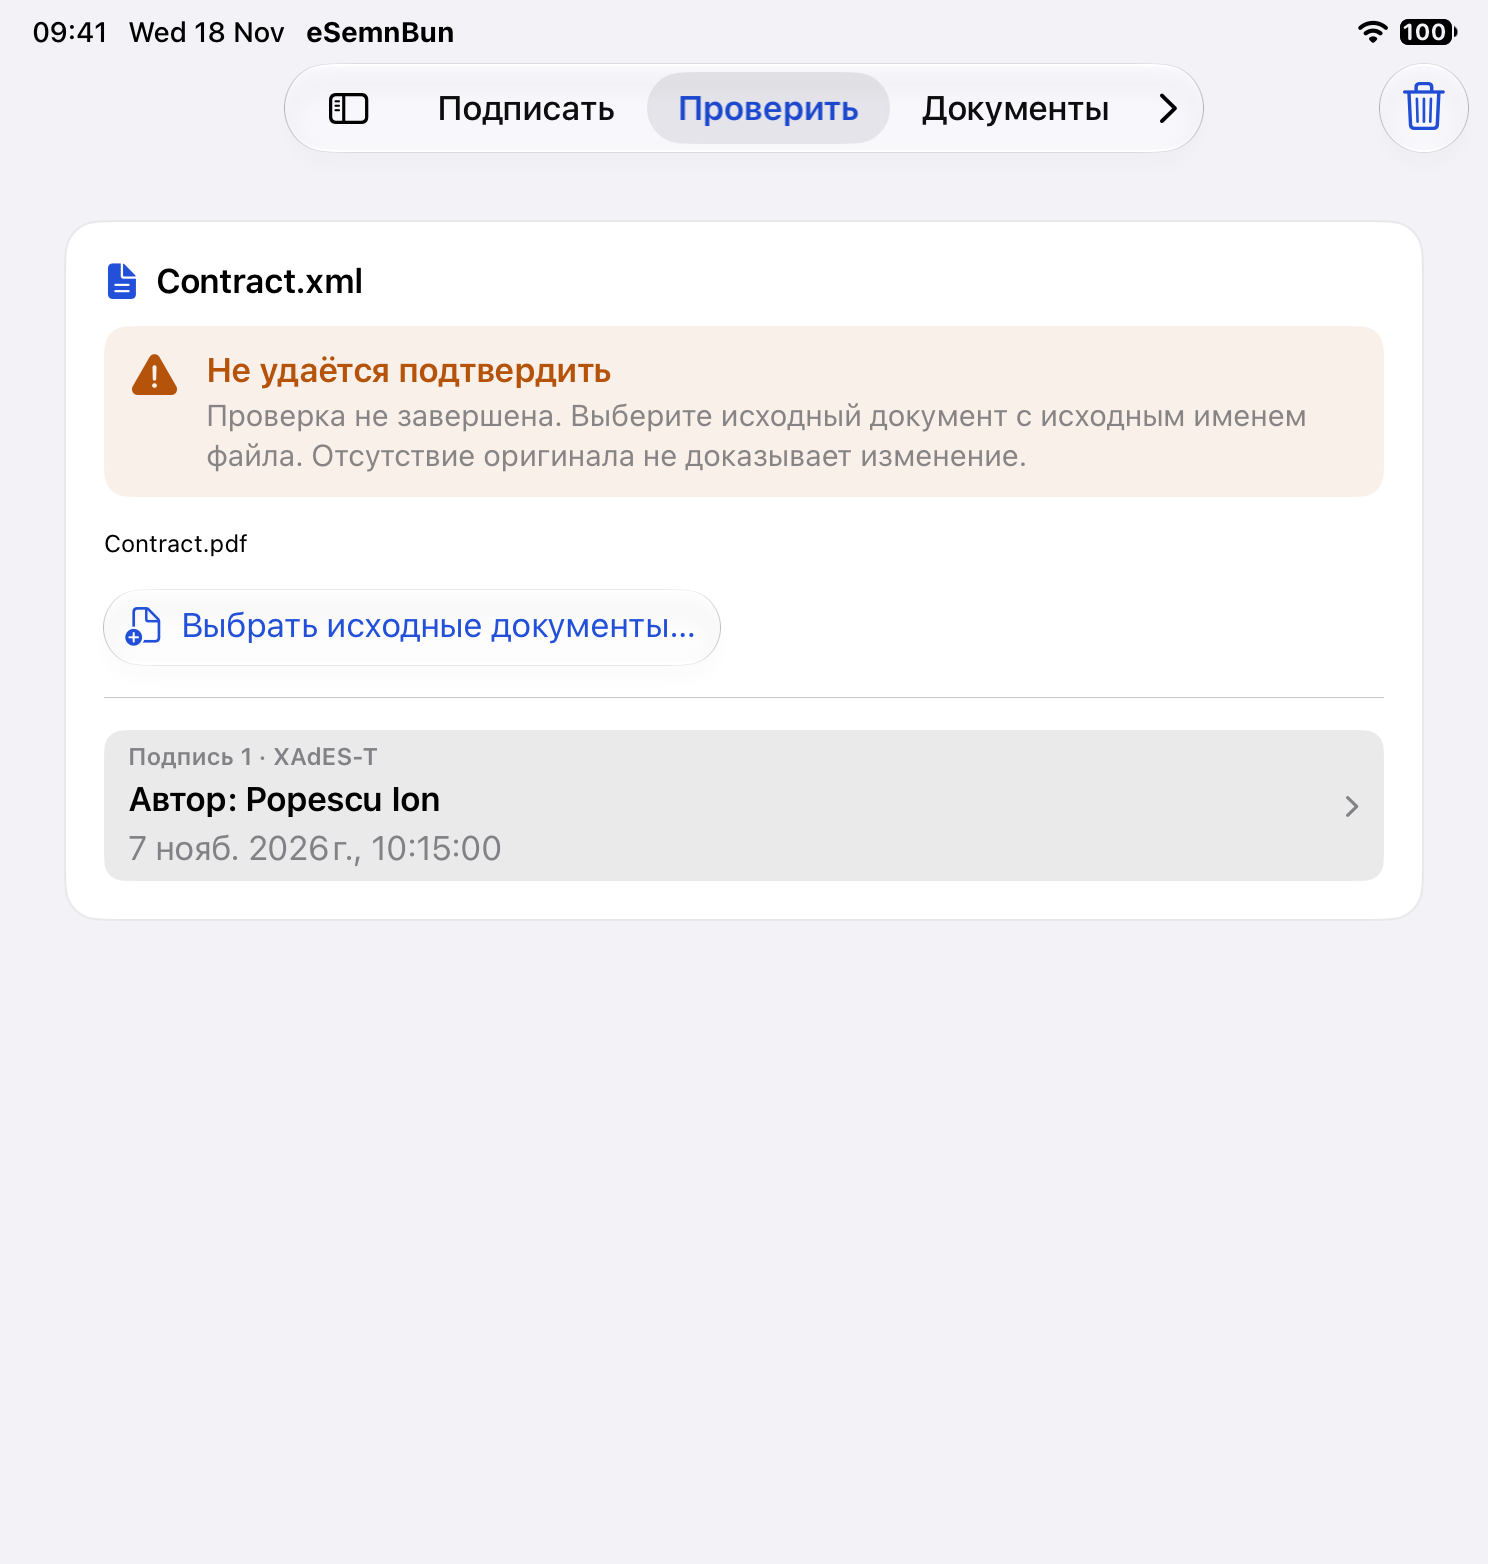 09:41 Wed 18 Nov eSemnBun 100
Подписать Проверить Документы
Contract.xml
Не удаётся подтвердить
Проверка не завершена. Выберите исходный документ с исходным именем
файла. Отсутствие оригинала не доказывает изменение.
Contract.pdf
Выбрать исходные документы...
Подпись 1 · XAdES-T
Автор: Popescu Ion
7 нояб. 2026 г., 10:15:00